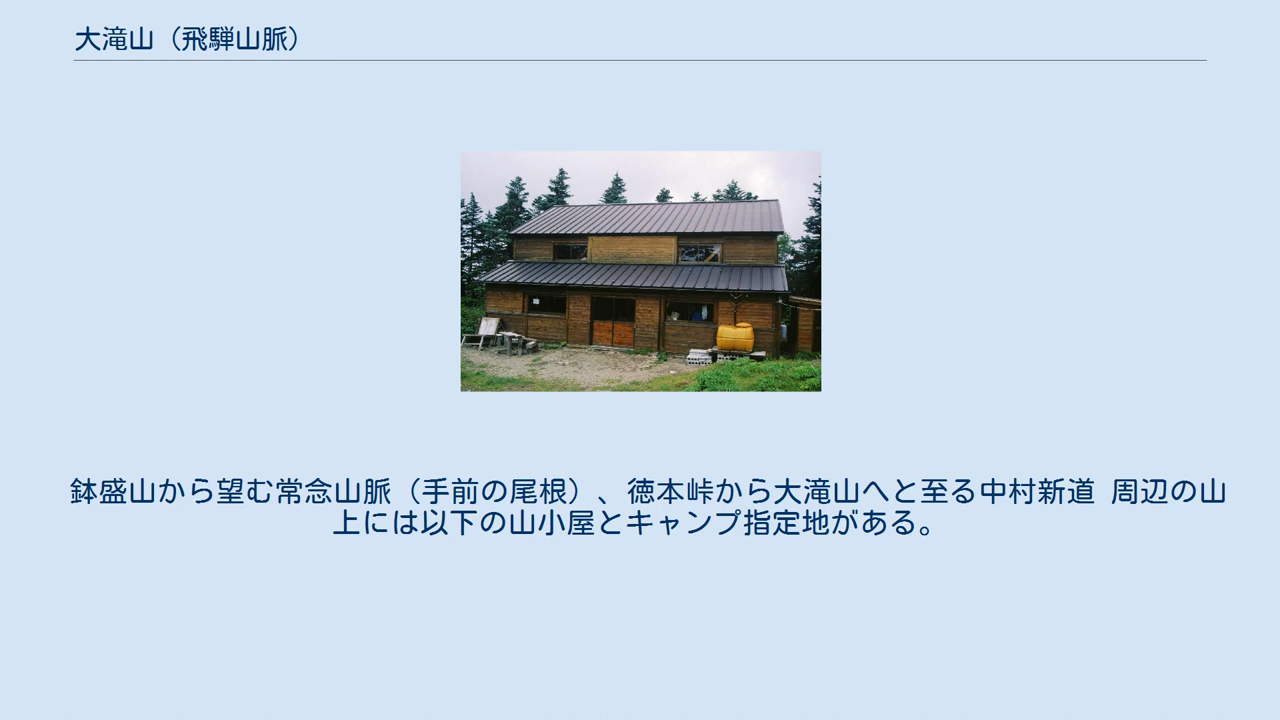 大滝山（飛騨山脈）
鉢盛山から望む常念山脈（手前の尾根）、徳本峠から大滝山へと至る中村新道 周辺の山
上には以下の山小屋とキャンプ指定地がある。